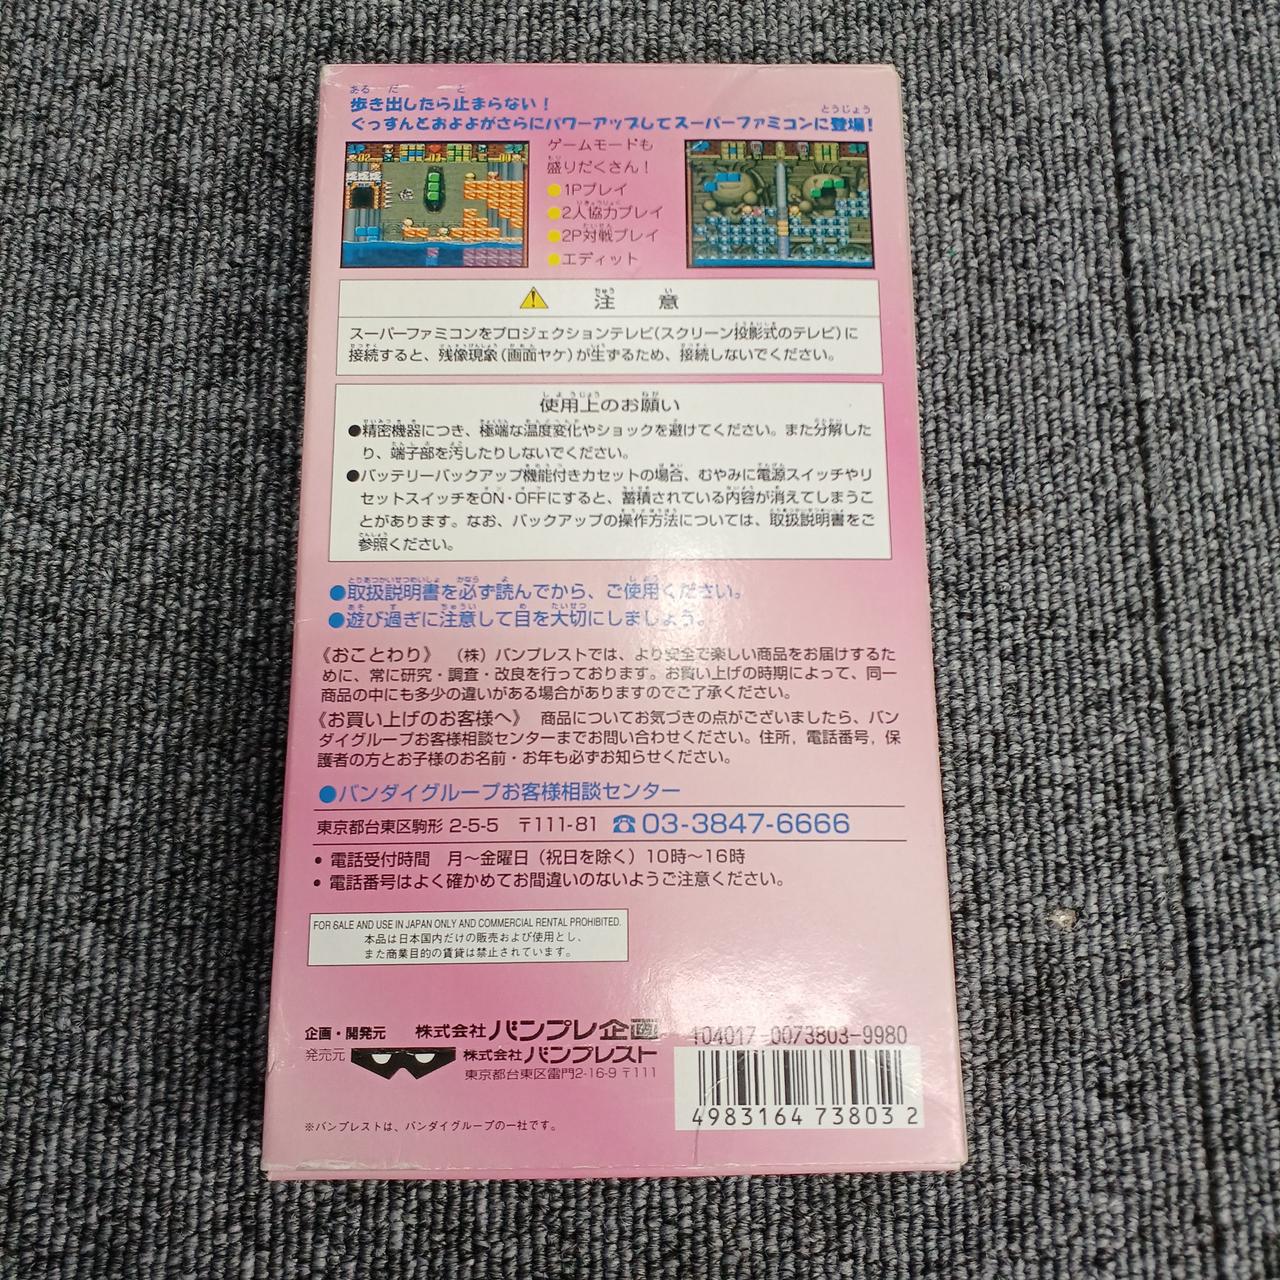 歩き出したら止まらない!
ぐっすんとおよよがさらにパワーアップしてスーパーファミコンに登場!
ゲームモードも
盛りだくさん!
●1Pプレイ
●2人協力プレイ
●2P対戦プレイ
●エディット
注意
スーパーファミコンをプロジェクションテレビ(スクリーン投影式のテレビ)に
接続すると、残像現象(画面ヤケ)が生ずるため、接続しないでください。
使用上のお願い
●精密機器につき、極端な温度変化やショックを避けてください。また分解した
り、端子部を汚したりしないでください。
●バッテリーバックアップ機能付きカセットの場合、むやみに電源スイッチやリ
セットスイッチをON・OFFにすると、蓄積されている内容が消えてしまうこ
とがあります。なお、バックアップの操作方法については、取扱説明書をご
参照ください。
●取扱説明書を必ず読んでから、ご使用ください。
●遊び過ぎに注意して目を大切にしましょう。
《おことわり》 (株)バンプレストでは、より安全で楽しい商品をお届けするた
めに、常に研究・調査・改良を行っております。お買い上げの時期によって、同一
商品の中にも多少の違いがある場合がありますのでご了承ください。
《お買い上げのお客様へ》 商品についてお気づきの点がございましたら、バン
ダイグループお客様相談センターまでお問い合わせください。住所,電話番号,保
護者の方とお子様のお名前・お年も必ずお知らせください。
●バンダイグループお客様相談センター
東京都台東区駒形 2-5-5 〒111-81 ☎03-3847-6666
• 電話受付時間 月〜金曜日(祝日を除く)10時〜16時
• 電話番号はよく確かめてお間違いのないようご注意ください。
FOR SALE AND USE IN JAPAN ONLY AND COMMERCIAL RENTAL PROHIBITED.
本品は日本国内だけの販売および使用とし、
また商業目的の賃貸は禁止されています。
企画・開発元 株式会社バンプレ企画
発売元 株式会社バンプレスト
東京都台東区雷門2-16-9 〒111
104017-0073803-9980
4983164 73803 2
※バンプレストは、バンダイグループの一社です。